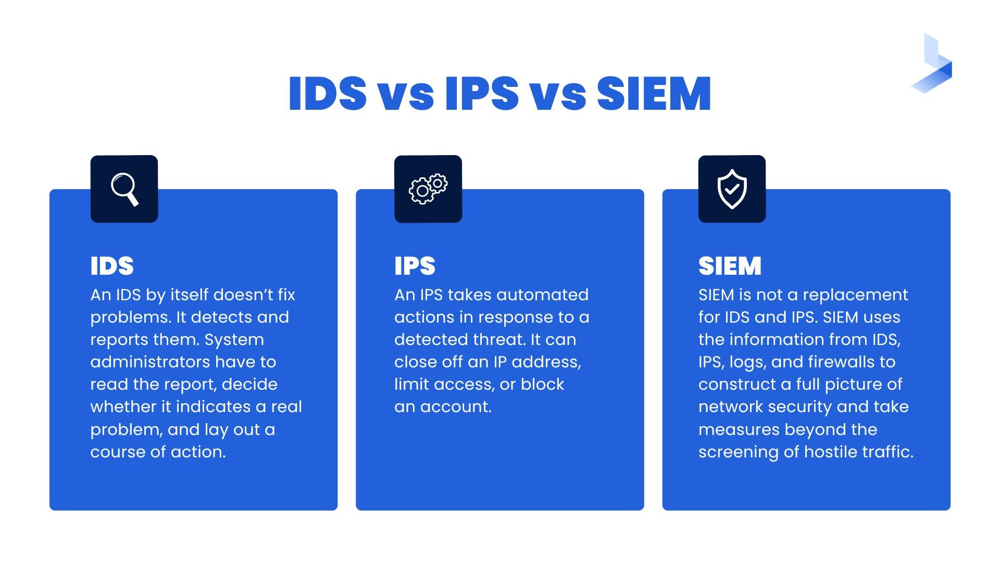 IDS vs IPS vs SIEM
IDS
An IDS by itself doesn’t fix
problems. It detects and
reports them. System
administrators have to
read the report, decide
whether it indicates a real
problem, and lay out a
course of action.
IPS
An IPS takes automated
actions in response to a
detected threat. It can
close off an IP address,
limit access, or block
an account.
SIEM
SIEM is not a replacement
for IDS and IPS. SIEM uses
the information from IDS,
IPS, logs, and firewalls to
construct a full picture of
network security and take
measures beyond the
screening of hostile traffic.